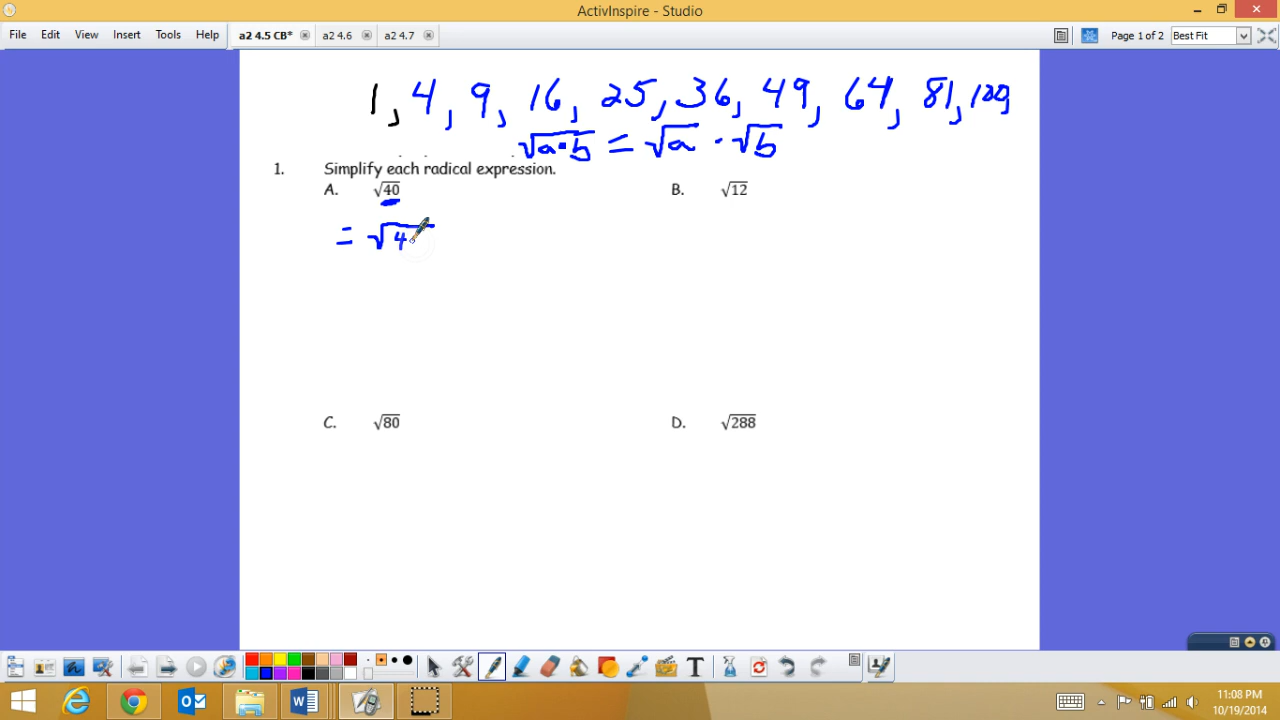 ActivInspire - Studio
File Edit View Insert Tools Help a2 4.5 CB* a2 4.6 a2 4.7 Page 1 of 2 Best Fit
1, 4, 9, 16, 25, 36, 49, 64, 81, 100,
√a·b = √a · √b
1. Simplify each radical expression.
A. √40 B. √12
= √4
C. √80 D. √288
11:08 PM
10/19/2014